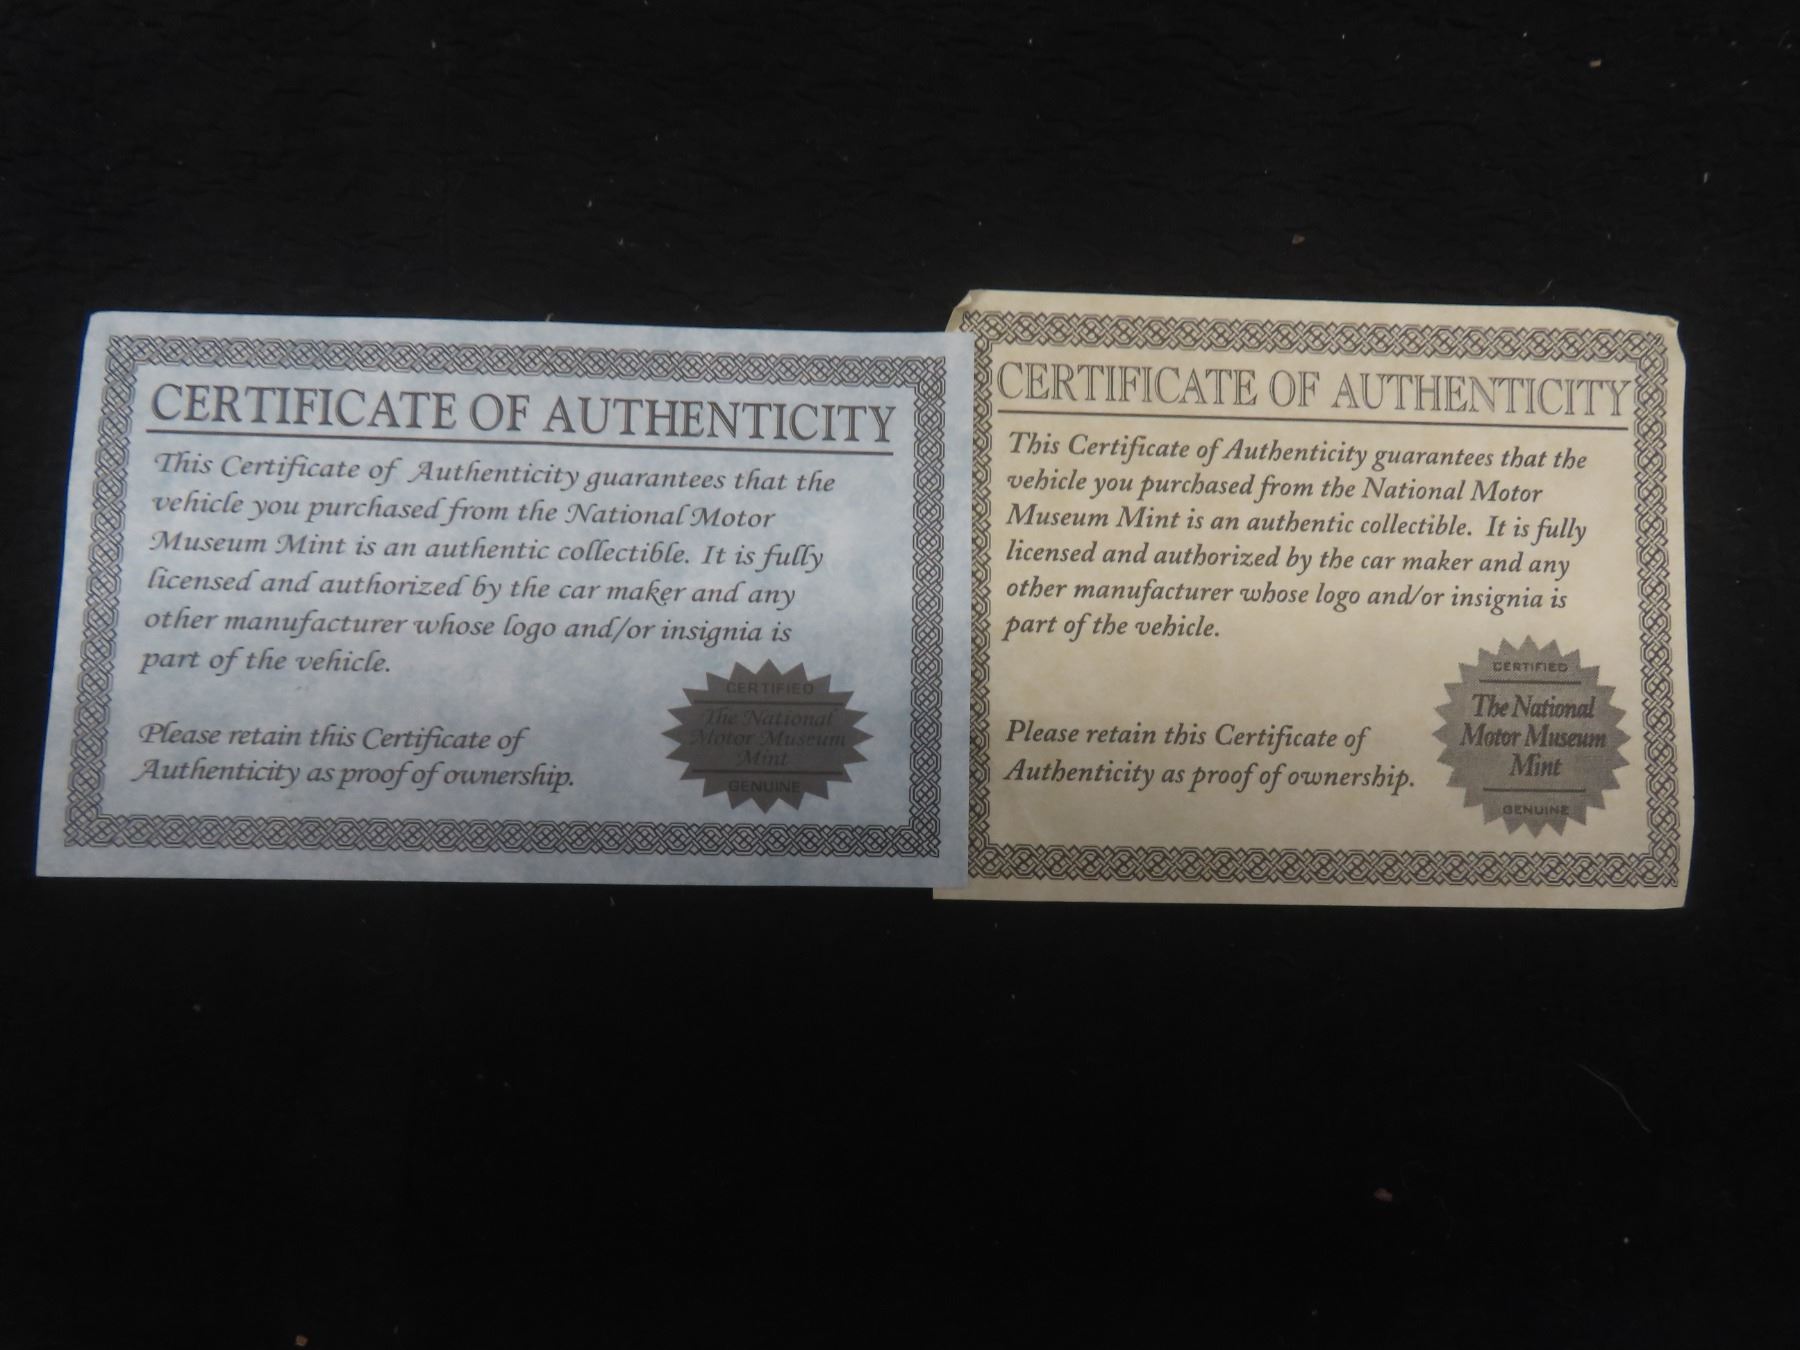 CERTIFICATE OF AUTHENTICITY
This Certificate of Authenticity guarantees that the
vehicle you purchased from the National Motor
Museum Mint is an authentic collectible. It is fully
licensed and authorized by the car maker and any
other manufacturer whose logo and/or insignia is
part of the vehicle.
Please retain this Certificate of
Authenticity as proof of ownership.
CERTIFIED
The National
Motor Museum
Mint
GENUINE
CERTIFICATE OF AUTHENTICITY
This Certificate of Authenticity guarantees that the
vehicle you purchased from the National Motor
Museum Mint is an authentic collectible. It is fully
licensed and authorized by the car maker and any
other manufacturer whose logo and/or insignia is
part of the vehicle.
Please retain this Certificate of
Authenticity as proof of ownership.
CERTIFIED
The National
Motor Museum
Mint
GENUINE